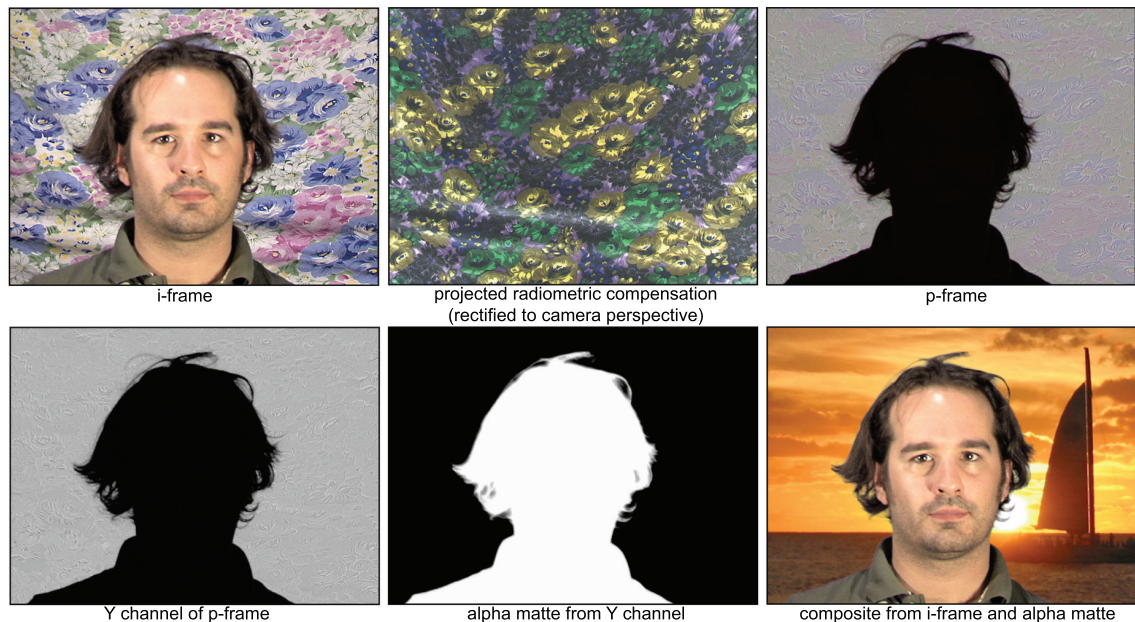 i-frame
projected radiometric compensation
(rectified to camera perspective)
p-frame
Y channel of p-frame
alpha matte from Y channel
composite from i-frame and alpha matte